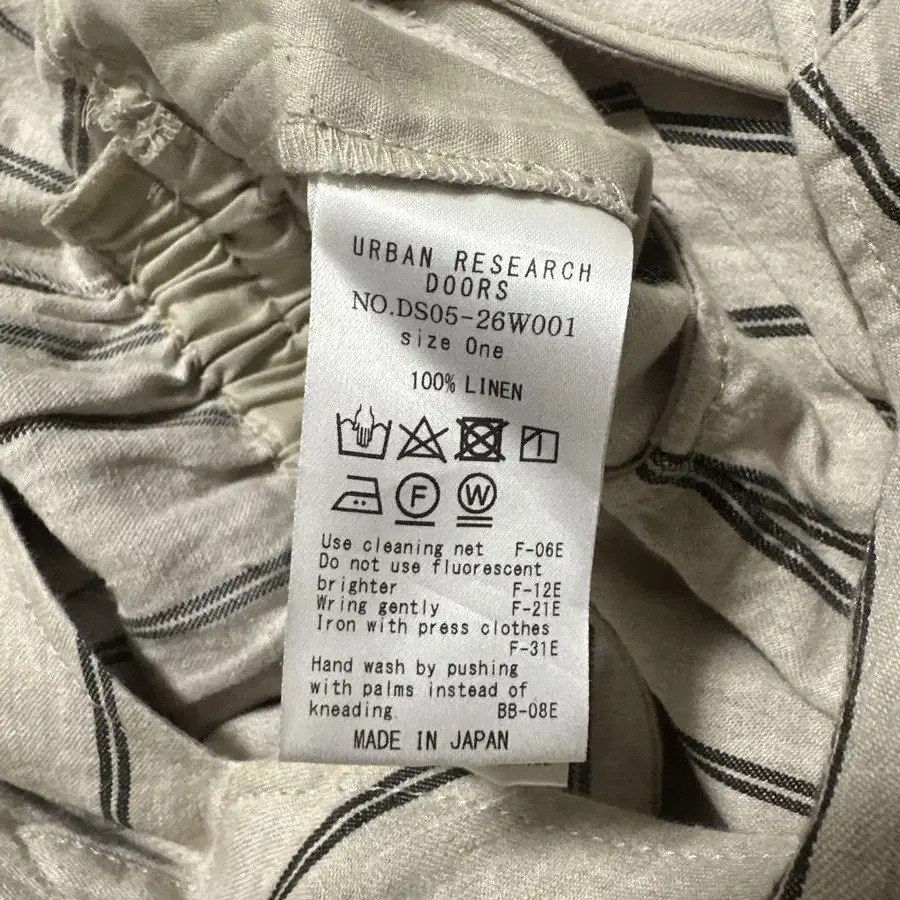 URBAN RESEARCH
DOORS
NO.DS05-26W001
size One
100% LINEN
F W
Use cleaning net F-06E
Do not use fluorescent
brighter F-12E
Wring gently F-21E
Iron with press clothes
F-31E
Hand wash by pushing
with palms instead of
kneading BB-08E
MADE IN JAPAN